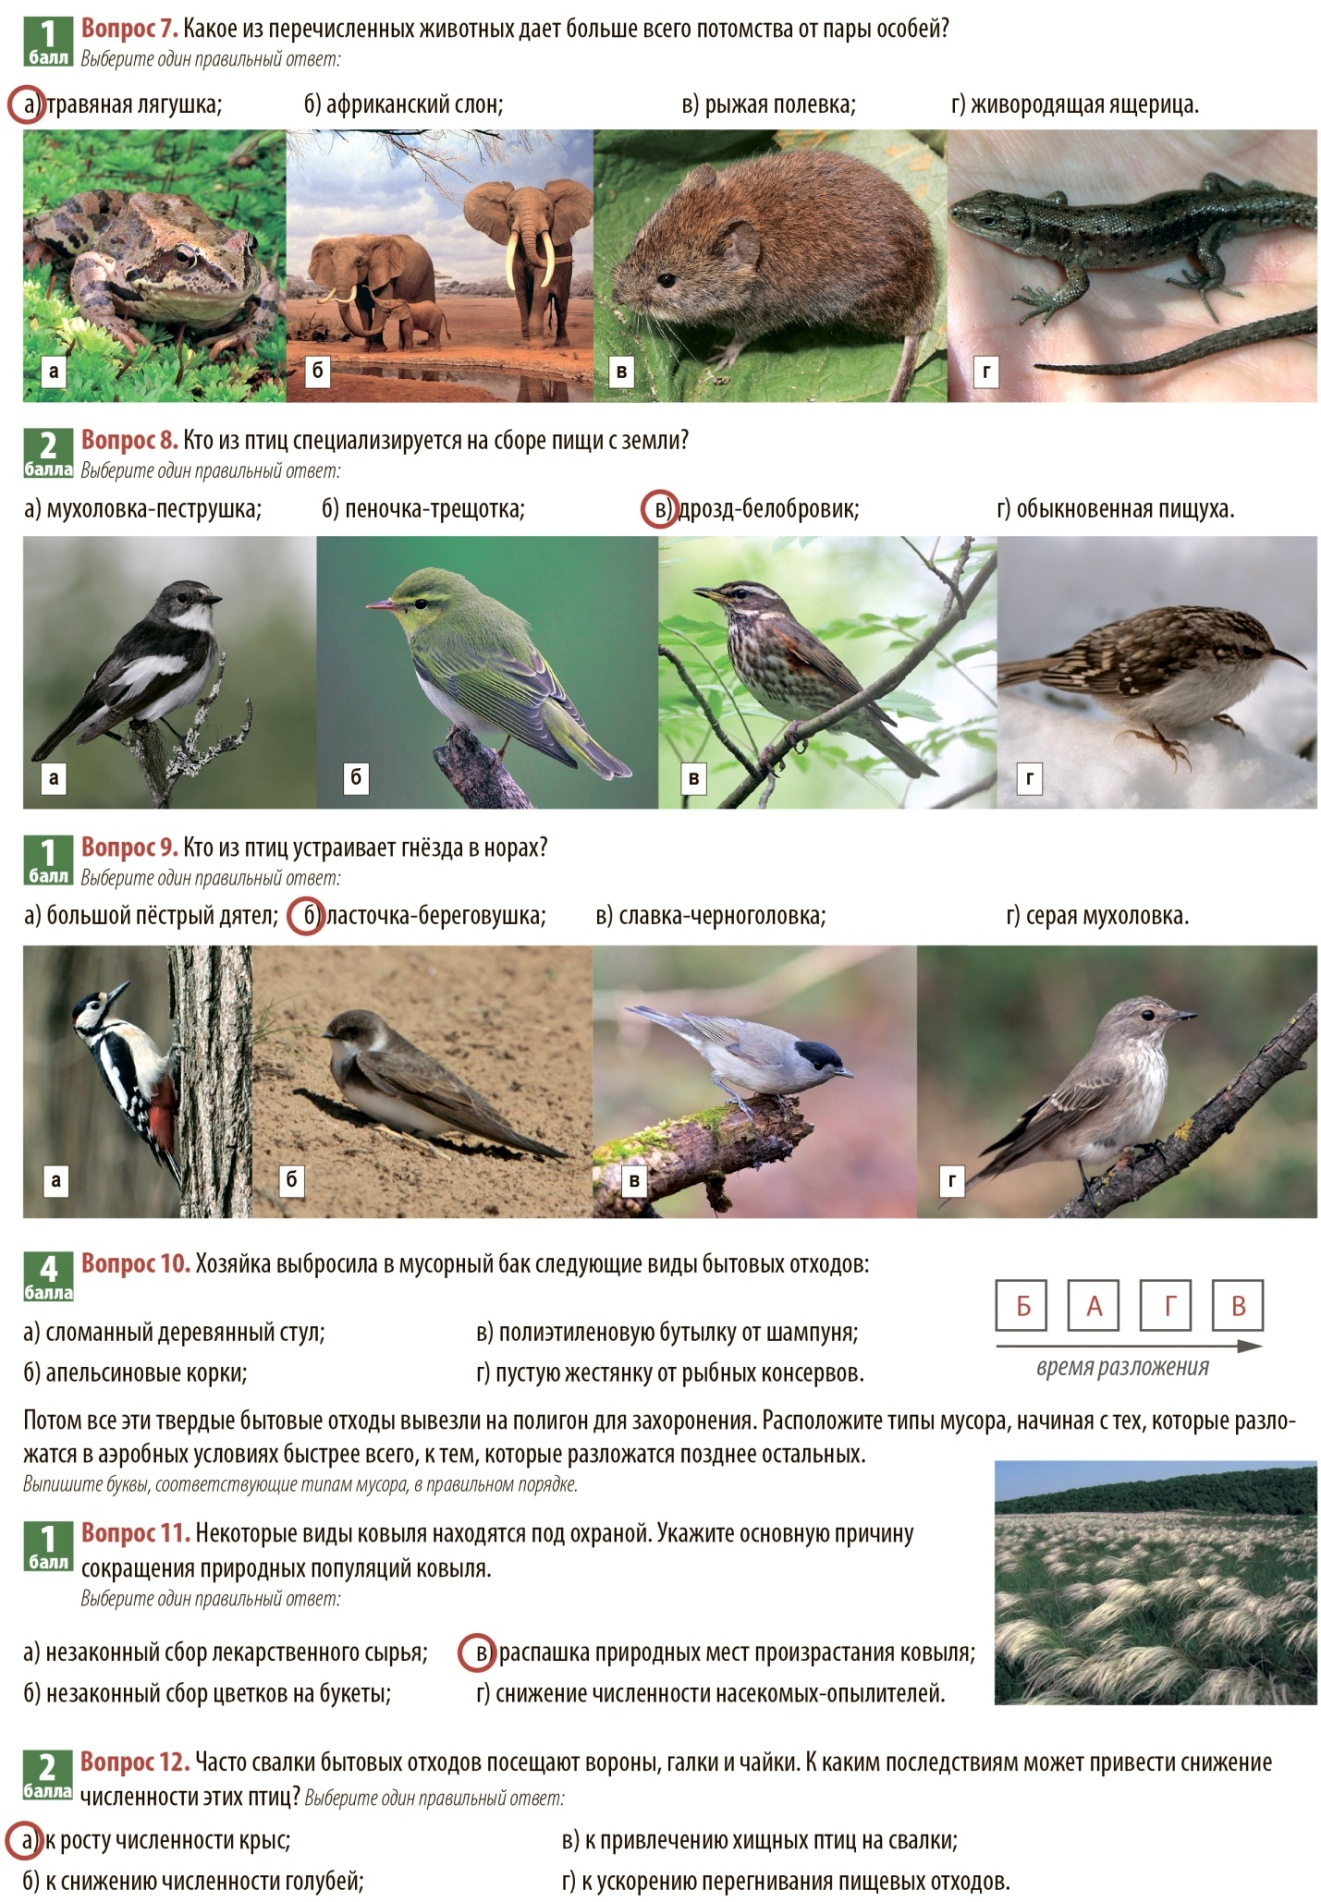 1
балл
Вопрос 7. Какое из перечисленных животных дает больше всего потомства от пары особей?
Выберите один правильный ответ:
а) травяная лягушка; б) африканский слон; в) рыжая полевка; г) живородящая ящерица.
а б в г
2
балла
Вопрос 8. Кто из птиц специализируется на сборе пищи с земли?
Выберите один правильный ответ:
а) мухоловка-пеструшка; б) пеночка-трещотка; в) дрозд-белобровик; г) обыкновенная пищуха.
а б в г
1
балл
Вопрос 9. Кто из птиц устраивает гнёзда в норах?
Выберите один правильный ответ:
а) большой пёстрый дятел; б) ласточка-береговушка; в) славка-черноголовка; г) серая мухоловка.
а б в г
4
балла
Вопрос 10. Хозяйка выбросила в мусорный бак следующие виды бытовых отходов:
а) сломанный деревянный стул; в) полиэтиленовую бутылку от шампуня;
б) апельсиновые корки; г) пустую жестянку от рыбных консервов.
Б А Г В
время разложения
Потом все эти твердые бытовые отходы вывезли на полигон для захоронения. Расположите типы мусора, начиная с тех, которые разло-
жатся в аэробных условиях быстрее всего, к тем, которые разложатся позднее остальных.
Выпишите буквы, соответствующие типам мусора, в правильном порядке.
1
балл
Вопрос 11. Некоторые виды ковыля находятся под охраной. Укажите основную причину
сокращения природных популяций ковыля.
Выберите один правильный ответ:
а) незаконный сбор лекарственного сырья; в) распашка природных мест произрастания ковыля;
б) незаконный сбор цветков на букеты; г) снижение численности насекомых-опылителей.
2
балла
Вопрос 12. Часто свалки бытовых отходов посещают вороны, галки и чайки. К каким последствиям может привести снижение
численности этих птиц? Выберите один правильный ответ:
а) к росту численности крыс; в) к привлечению хищных птиц на свалки;
б) к снижению численности голубей; г) к ускорению перегнивания пищевых отходов.